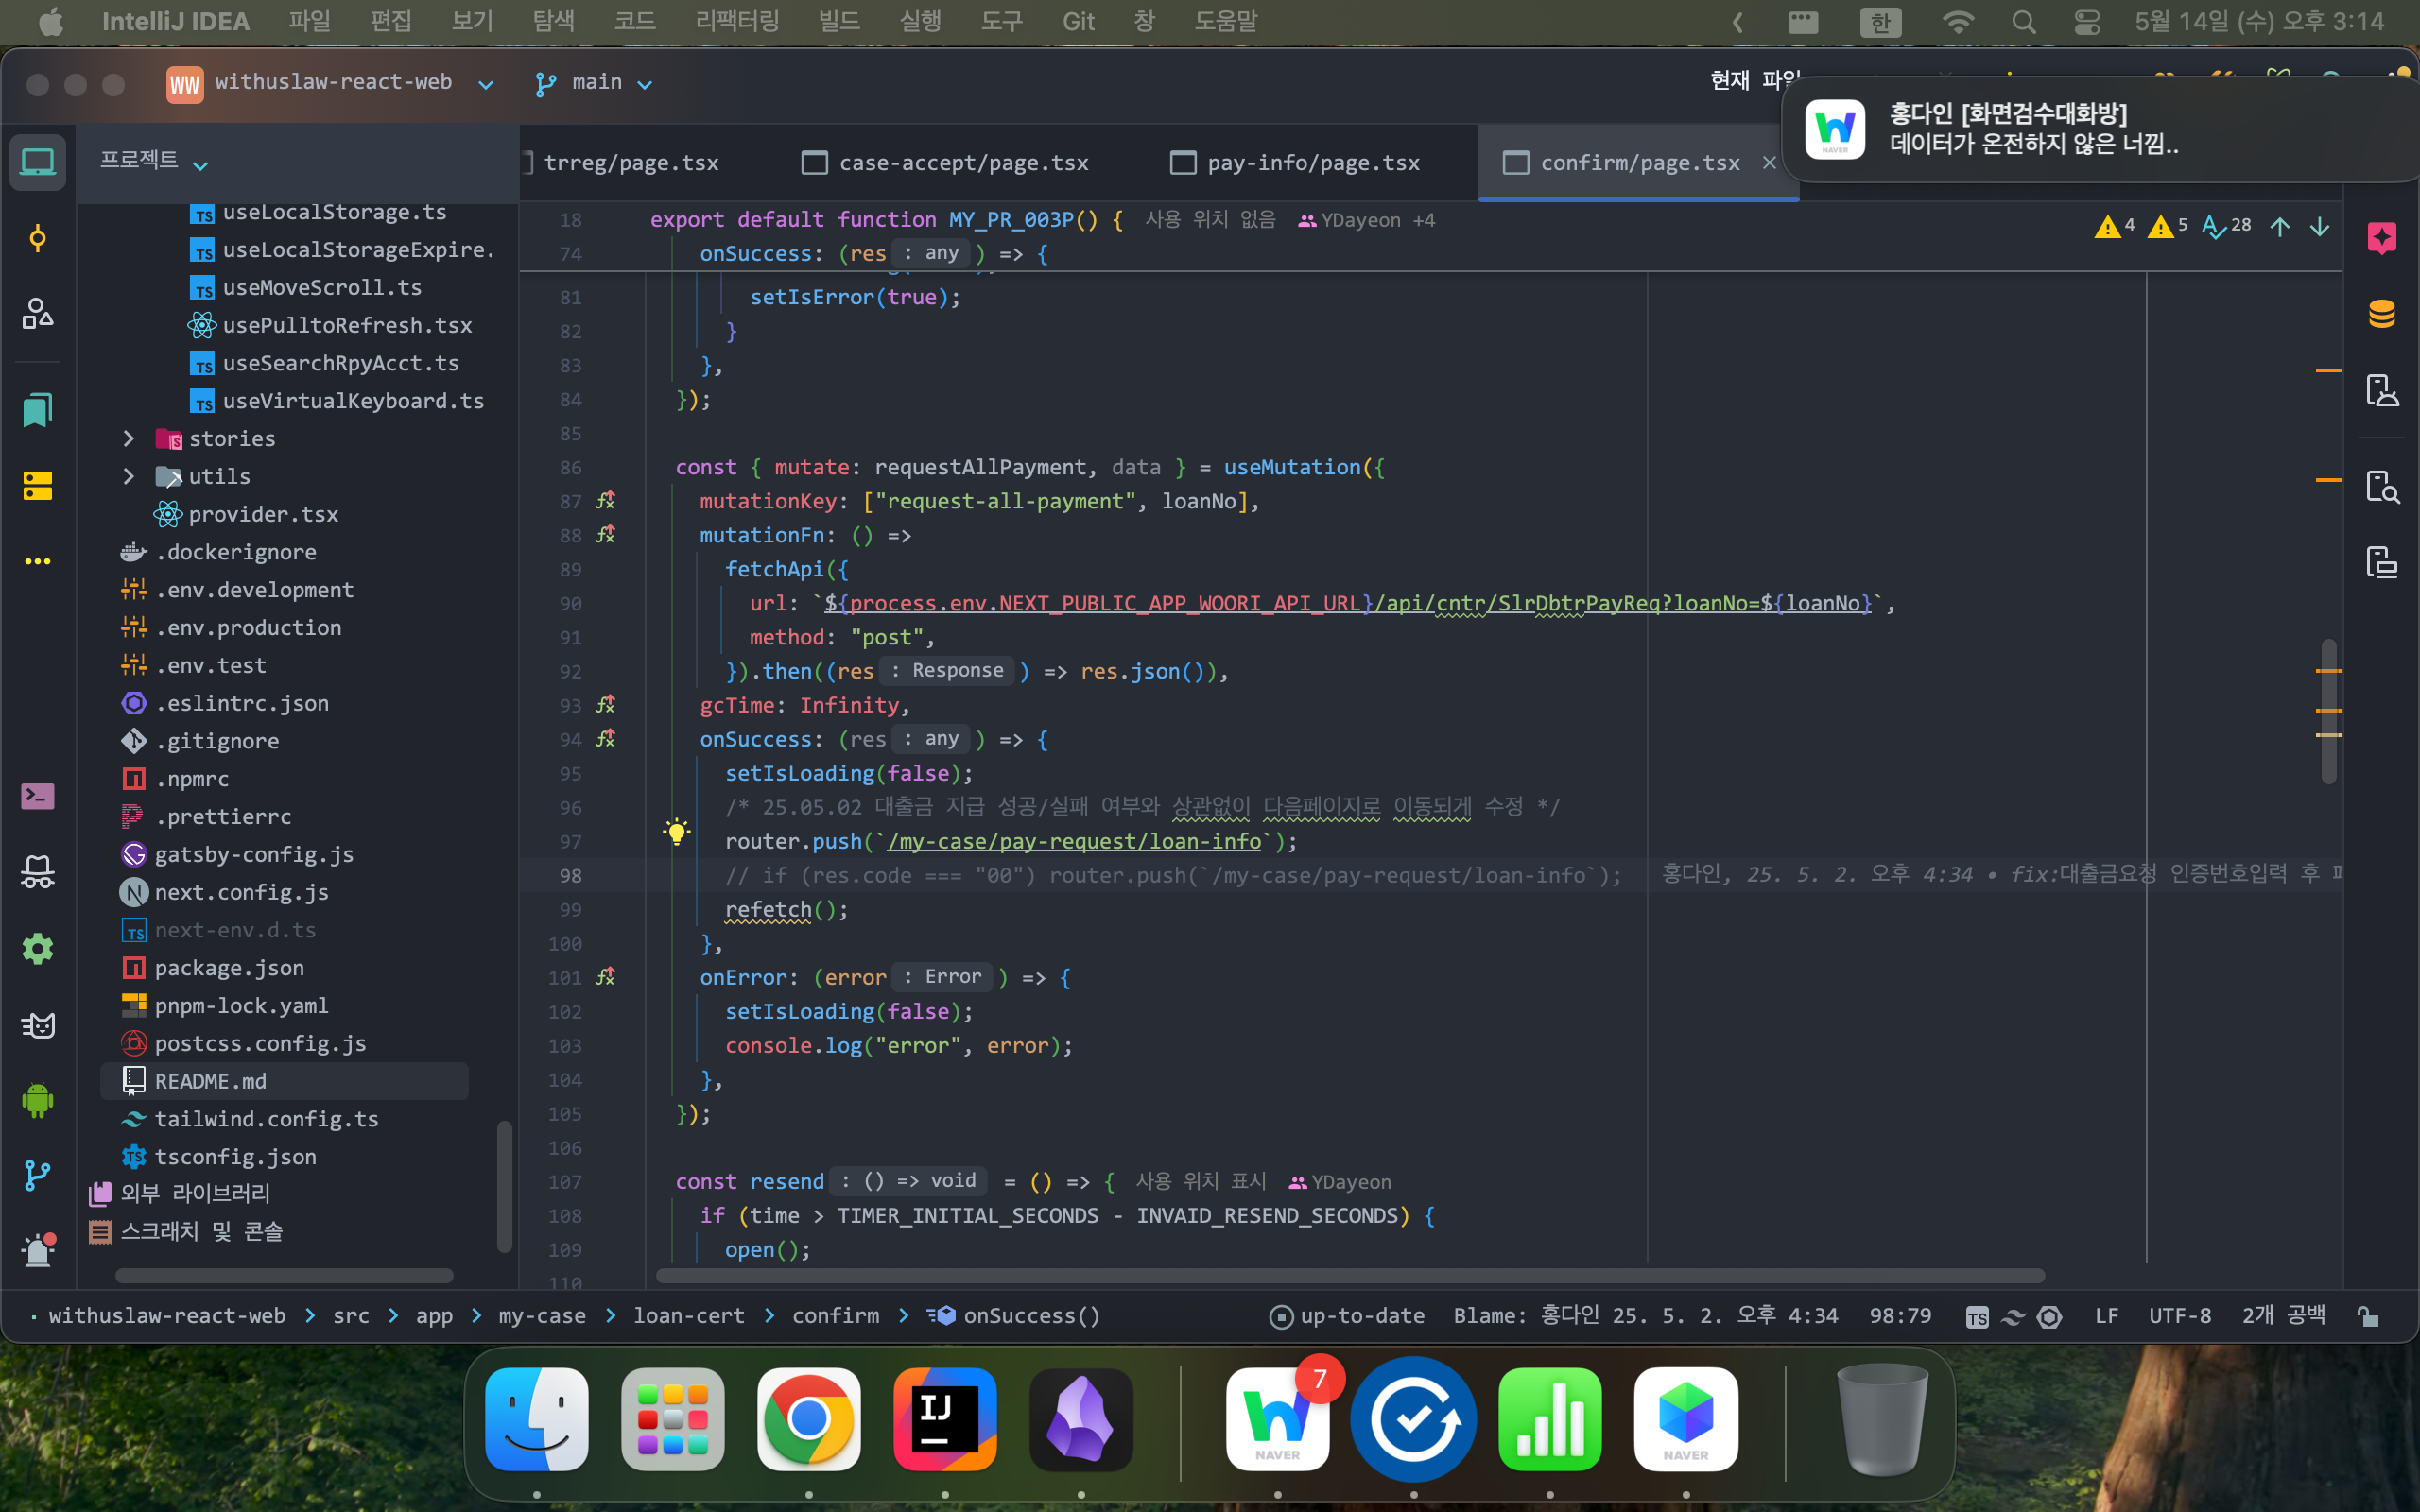 IntelliJ IDEA 파일 편집 보기 탐색 코드 리팩터링 빌드 실행 도구 Git 창 도움말 한 5월 14일 (수) 오후 3:14
WW withuslaw-react-web main 현재 파일
홍다인 [화면검수대화방]
데이터가 온전하지 않은 너낌..
NAVER
프로젝트
trreg/page.tsx case-accept/page.tsx pay-info/page.tsx confirm/page.tsx
useLocalStorage.ts
useLocalStorageExpire.
useMoveScroll.ts
usePulltoRefresh.tsx
useSearchRpyAcct.ts
useVirtualKeyboard.ts
stories
utils
provider.tsx
.dockerignore
.env.development
.env.production
.env.test
.eslintrc.json
.gitignore
.npmrc
.prettierrc
gatsby-config.js
next.config.js
next-env.d.ts
package.json
pnpm-lock.yaml
postcss.config.js
README.md
tailwind.config.ts
tsconfig.json
외부 라이브러리
스크래치 및 콘솔
18 export default function MY_PR_003P() { 사용 위치 없음 YDayeon +4
4 5 28
74 onSuccess: (res : any ) => {
81 setIsError(true);
82 }
83 },
84 });
85
86 const { mutate: requestAllPayment, data } = useMutation({
87 mutationKey: ["request-all-payment", loanNo],
88 mutationFn: () =>
89 fetchApi({
90 url: `${process.env.NEXT_PUBLIC_APP_WOORI_API_URL}/api/cntr/SlrDbtrPayReq?loanNo=${loanNo}`,
91 method: "post",
92 }).then((res : Response ) => res.json()),
93 gcTime: Infinity,
94 onSuccess: (res : any ) => {
95 setIsLoading(false);
96 /* 25.05.02 대출금 지급 성공/실패 여부와 상관없이 다음페이지로 이동되게 수정 */
97 router.push(`/my-case/pay-request/loan-info`);
98 // if (res.code === "00") router.push(`/my-case/pay-request/loan-info`); 홍다인, 25. 5. 2. 오후 4:34 • fix:대출금요청 인증번호입력 후
99 refetch();
100 },
101 onError: (error : Error ) => {
102 setIsLoading(false);
103 console.log("error", error);
104 },
105 });
106
107 const resend : () => void = () => { 사용 위치 표시 YDayeon
108 if (time > TIMER_INITIAL_SECONDS - INVAID_RESEND_SECONDS) {
109 open();
110
withuslaw-react-web > src > app > my-case > loan-cert > confirm > onSuccess() up-to-date Blame: 홍다인 25. 5. 2. 오후 4:34 98:79 TS LF UTF-8 2개 공백
IJ
NAVER
7
NAVER